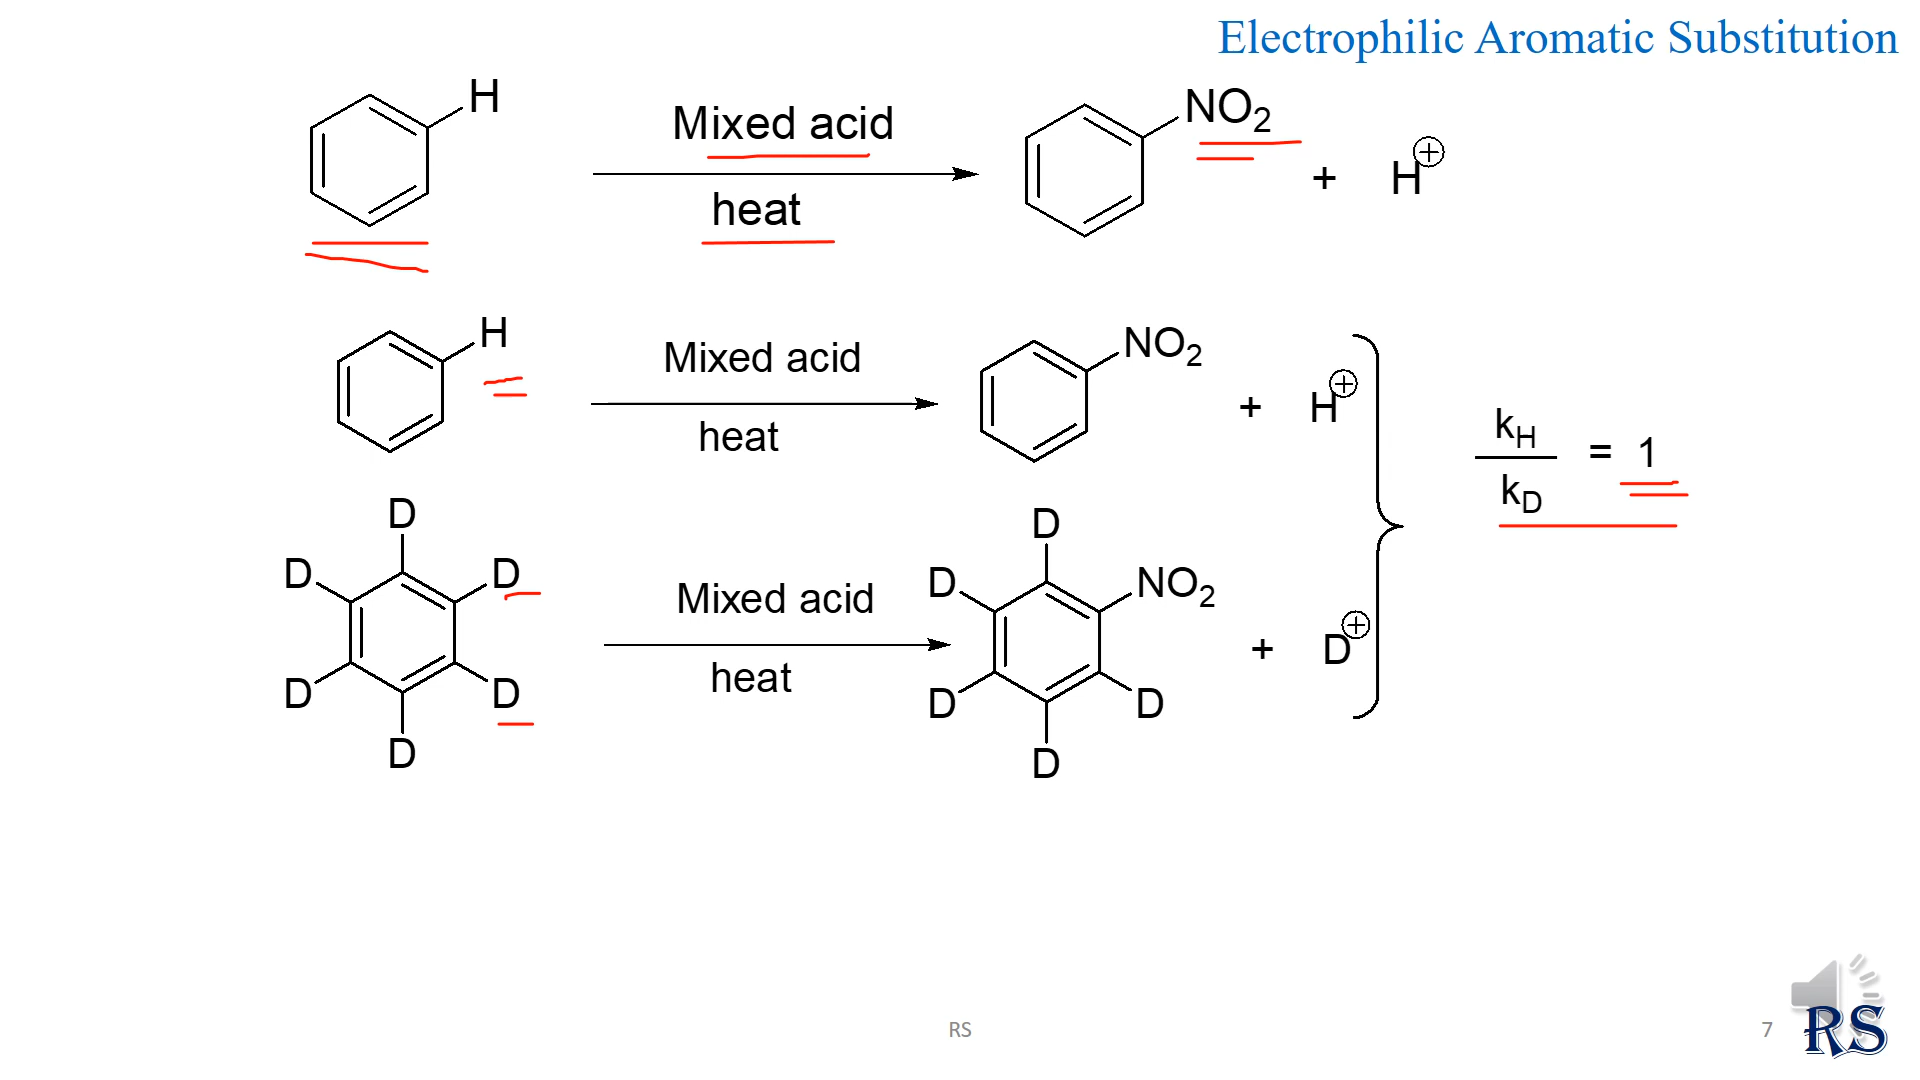 Electrophilic Aromatic Substitution
H
Mixed acid
heat
NO2
+ H⊕
H
Mixed acid
heat
NO2
+ H⊕
kH
kD
= 1
D
D D
D D
D
Mixed acid
heat
D
D NO2
D D
D
+ D⊕
RS
7
RS